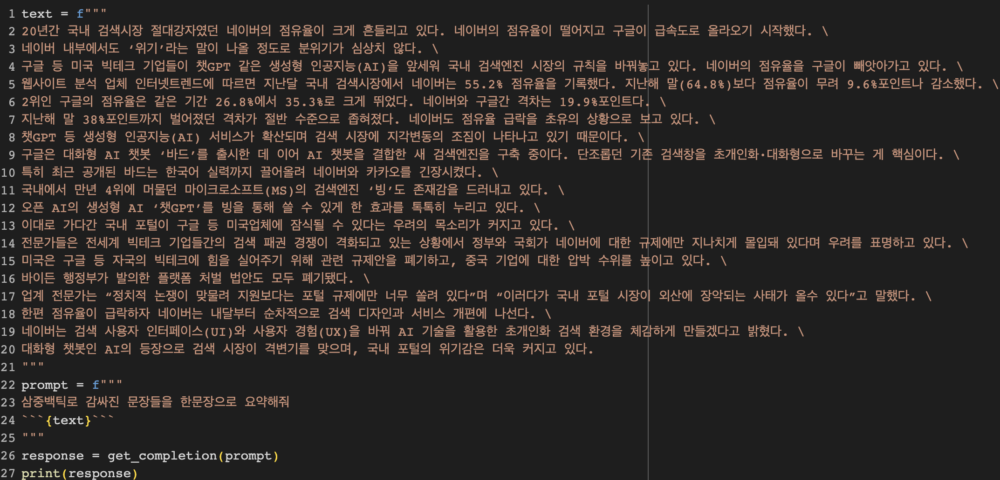 1 text = f"""
2 20년간 국내 검색시장 절대강자였던 네이버의 점유율이 크게 흔들리고 있다. 네이버의 점유율이 떨어지고 구글이 급속도로 올라오기 시작했다. \
3 네이버 내부에서도 ‘위기’라는 말이 나올 정도로 분위기가 심상치 않다. \
4 구글 등 미국 빅테크 기업들이 챗GPT 같은 생성형 인공지능(AI)을 앞세워 국내 검색엔진 시장의 규칙을 바꿔놓고 있다. 네이버의 점유율을 구글이 빼앗아가고 있다. \
5 웹사이트 분석 업체 인터넷트렌드에 따르면 지난달 국내 검색시장에서 네이버는 55.2% 점유율을 기록했다. 지난해 말(64.8%)보다 점유율이 무려 9.6%포인트나 감소했다. \
6 2위인 구글의 점유율은 같은 기간 26.8%에서 35.3%로 크게 뛰었다. 네이버와 구글간 격차는 19.9%포인트다. \
7 지난해 말 38%포인트까지 벌어졌던 격차가 절반 수준으로 좁혀졌다. 네이버도 점유율 급락을 초유의 상황으로 보고 있다. \
8 챗GPT 등 생성형 인공지능(AI) 서비스가 확산되며 검색 시장에 지각변동의 조짐이 나타나고 있기 때문이다. \
9 구글은 대화형 AI 챗봇 ‘바드’를 출시한 데 이어 AI 챗봇을 결합한 새 검색엔진을 구축 중이다. 단조롭던 기존 검색창을 초개인화·대화형으로 바꾸는 게 핵심이다. \
10 특히 최근 공개된 바드는 한국어 실력까지 끌어올려 네이버와 카카오를 긴장시켰다. \
11 국내에서 만년 4위에 머물던 마이크로소프트(MS)의 검색엔진 ‘빙’도 존재감을 드러내고 있다. \
12 오픈 AI의 생성형 AI ‘챗GPT’를 빙을 통해 쓸 수 있게 한 효과를 톡톡히 누리고 있다. \
13 이대로 가다간 국내 포털이 구글 등 미국업체에 잠식될 수 있다는 우려의 목소리가 커지고 있다. \
14 전문가들은 전세계 빅테크 기업들간의 검색 패권 경쟁이 격화되고 있는 상황에서 정부와 국회가 네이버에 대한 규제에만 지나치게 몰입돼 있다며 우려를 표명하고 있다. \
15 미국은 구글 등 자국의 빅테크에 힘을 실어주기 위해 관련 규제안을 폐기하고, 중국 기업에 대한 압박 수위를 높이고 있다. \
16 바이든 행정부가 발의한 플랫폼 처벌 법안도 모두 폐기됐다. \
17 업계 전문가는 “정치적 논쟁이 맞물려 지원보다는 포털 규제에만 너무 쏠려 있다”며 “이러다가 국내 포털 시장이 외산에 장악되는 사태가 올수 있다”고 말했다. \
18 한편 점유율이 급락하자 네이버는 내달부터 순차적으로 검색 디자인과 서비스 개편에 나선다. \
19 네이버는 검색 사용자 인터페이스(UI)와 사용자 경험(UX)을 바꿔 AI 기술을 활용한 초개인화 검색 환경을 체감하게 만들겠다고 밝혔다. \
20 대화형 챗봇인 AI의 등장으로 검색 시장이 격변기를 맞으며, 국내 포털의 위기감은 더욱 커지고 있다.
21 """
22 prompt = f"""
23 삼중백틱로 감싸진 문장들을 한문장으로 요약해줘
24 ```{text}```
25 """
26 response = get_completion(prompt)
27 print(response)